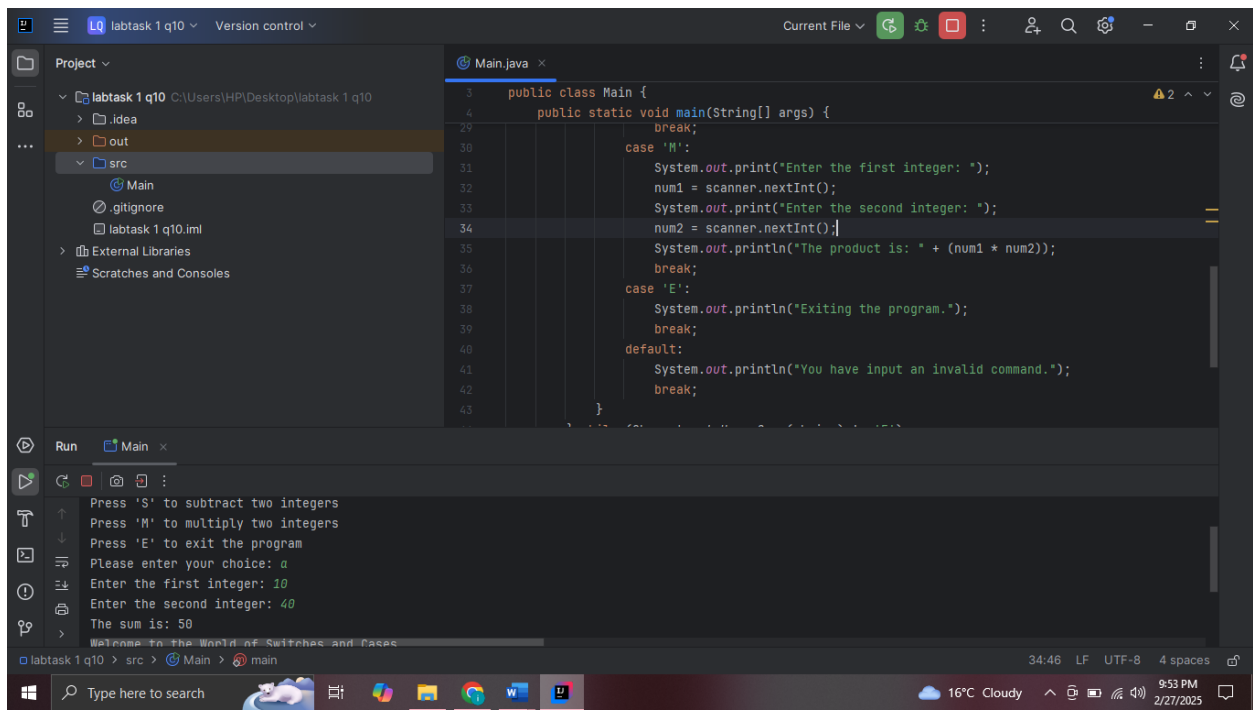 LQ labtask 1 q10 Version control Current File
Project
labtask 1 q10 C:\Users\HP\Desktop\labtask 1 q10
.idea
out
src
Main
.gitignore
labtask 1 q10.iml
External Libraries
Scratches and Consoles
Main.java
2
3 public class Main {
4 public static void main(String[] args) {
29 break;
30 case 'M':
31 System.out.print("Enter the first integer: ");
32 num1 = scanner.nextInt();
33 System.out.print("Enter the second integer: ");
34 num2 = scanner.nextInt();
35 System.out.println("The product is: " + (num1 * num2));
36 break;
37 case 'E':
38 System.out.println("Exiting the program.");
39 break;
40 default:
41 System.out.println("You have input an invalid command.");
42 break;
43 }
Run Main
Press 'S' to subtract two integers
Press 'M' to multiply two integers
Press 'E' to exit the program
Please enter your choice: a
Enter the first integer: 10
Enter the second integer: 40
The sum is: 50
Welcome to the World of Switches and Cases
labtask 1 q10 > src > Main > main 34:46 LF UTF-8 4 spaces
Type here to search 16°C Cloudy 9:53 PM
2/27/2025